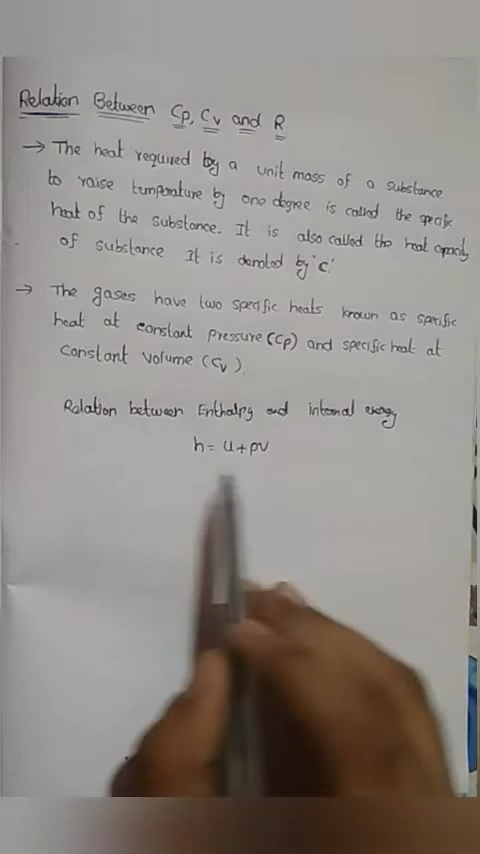 Relation Between Cp, Cv and R
→ The heat required by a unit mass of a substance
to raise temperature by one degree is called the specific
heat of the substance. It is also called the heat capacity
of substance It is denoted by 'C'.
→ The gases have two specific heats known as specific
heat at constant pressure (Cp) and specific heat at
constant volume (Cv).
Relation between Enthalpy and internal energy
h = u+pv